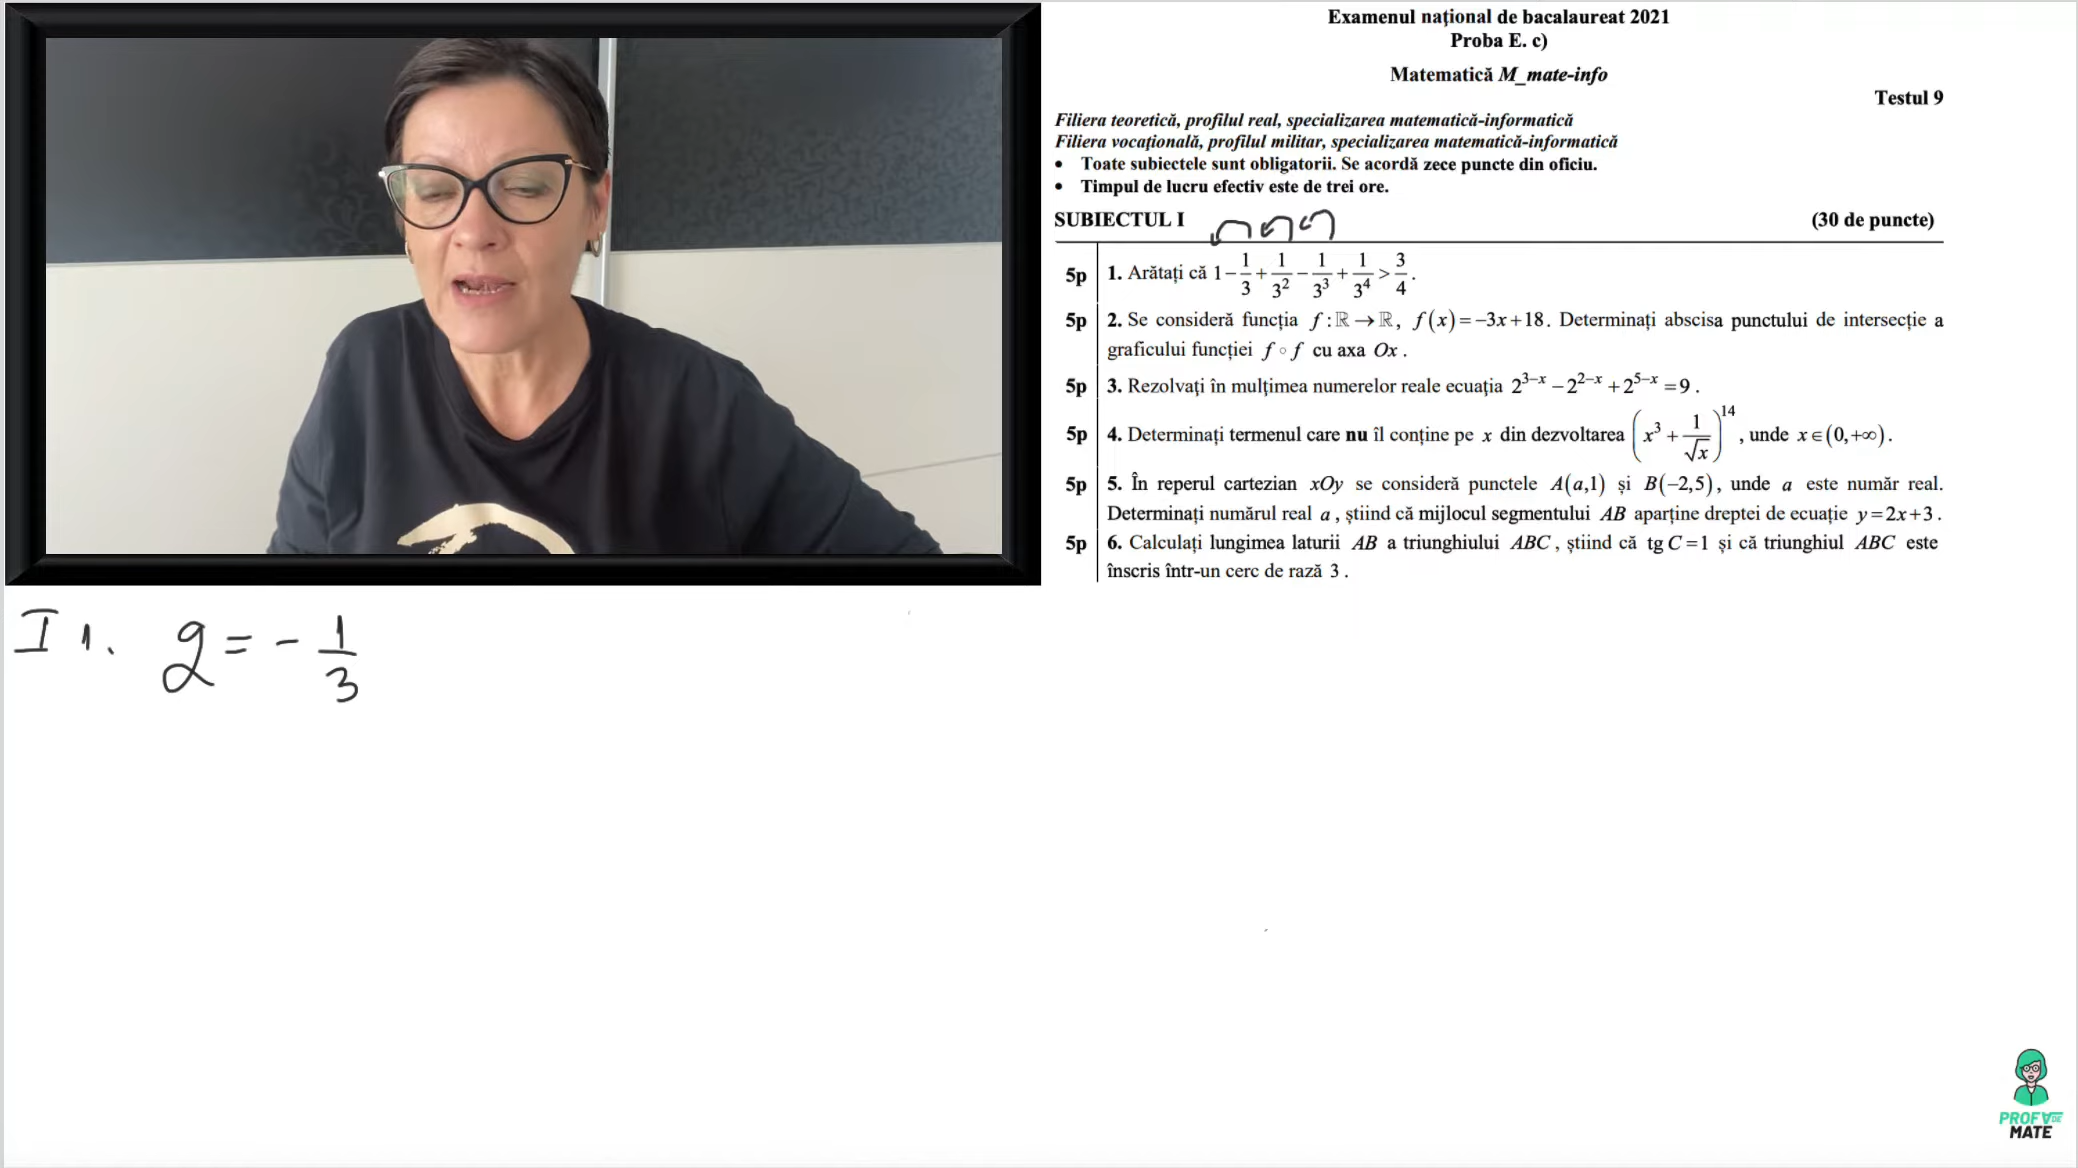 Examenul național de bacalaureat 2021
Proba E. c)
Matematică M_mate-info
Testul 9
Filiera teoretică, profilul real, specializarea matematică-informatică
Filiera vocațională, profilul militar, specializarea matematică-informatică
• Toate subiectele sunt obligatorii. Se acordă zece puncte din oficiu.
• Timpul de lucru efectiv este de trei ore.
SUBIECTUL I (30 de puncte)
5p 1. Arătați că 1 − 1/3 + 1/3² − 1/3³ + 1/3⁴ > 3/4.
5p 2. Se consideră funcția f : ℝ → ℝ, f(x) = −3x + 18. Determinați abscisa punctului de intersecție a
graficului funcției f ∘ f cu axa Ox.
5p 3. Rezolvați în mulțimea numerelor reale ecuația 2^(3−x) − 2^(2−x) + 2^(5−x) = 9.
5p 4. Determinați termenul care nu îl conține pe x din dezvoltarea (x³ + 1/√x)^14, unde x ∈ (0, +∞).
5p 5. În reperul cartezian xOy se consideră punctele A(a,1) și B(−2,5), unde a este număr real.
Determinați numărul real a, știind că mijlocul segmentului AB aparține dreptei de ecuație y = 2x + 3.
5p 6. Calculați lungimea laturii AB a triunghiului ABC, știind că tg C = 1 și că triunghiul ABC este
înscris într-un cerc de rază 3.
I 1. q = − 1/3
PROFA DE
MATE